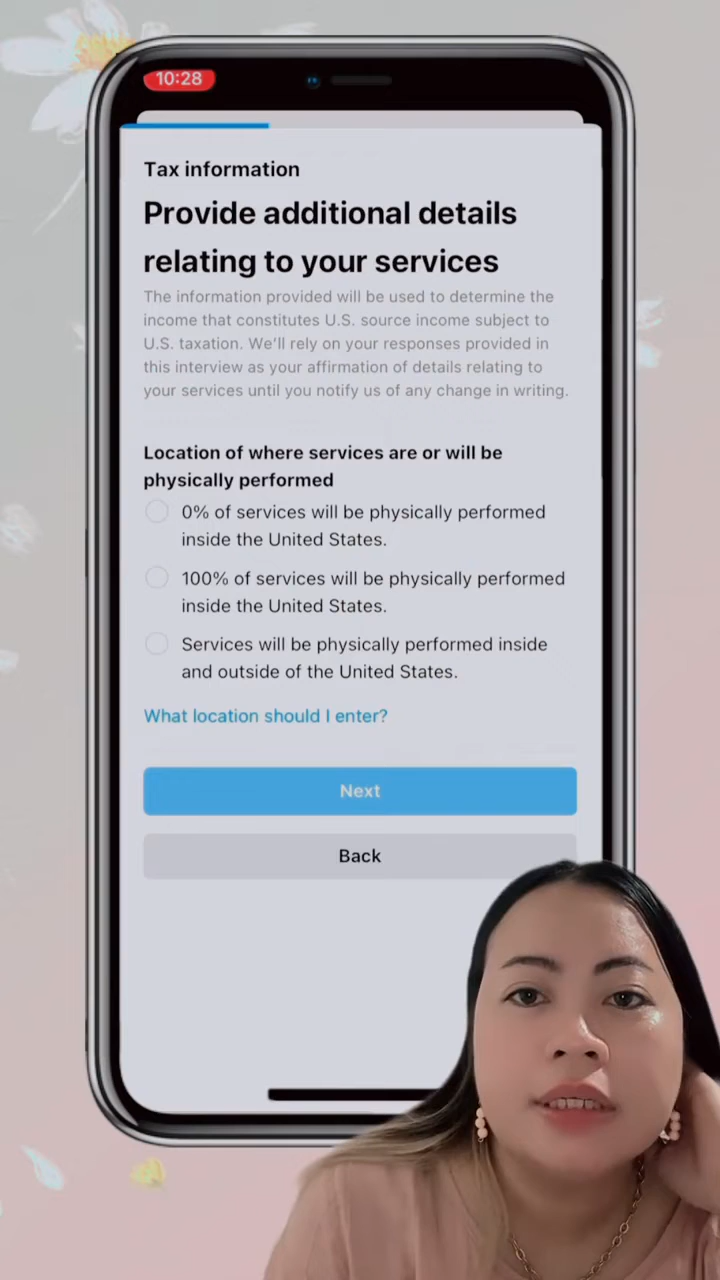 10:28
Tax information
Provide additional details
relating to your services
The information provided will be used to determine the
income that constitutes U.S. source income subject to
U.S. taxation. We'll rely on your responses provided in
this interview as your affirmation of details relating to
your services until you notify us of any change in writing.
Location of where services are or will be
physically performed
0% of services will be physically performed
inside the United States.
100% of services will be physically performed
inside the United States.
Services will be physically performed inside
and outside of the United States.
What location should I enter?
Next
Back